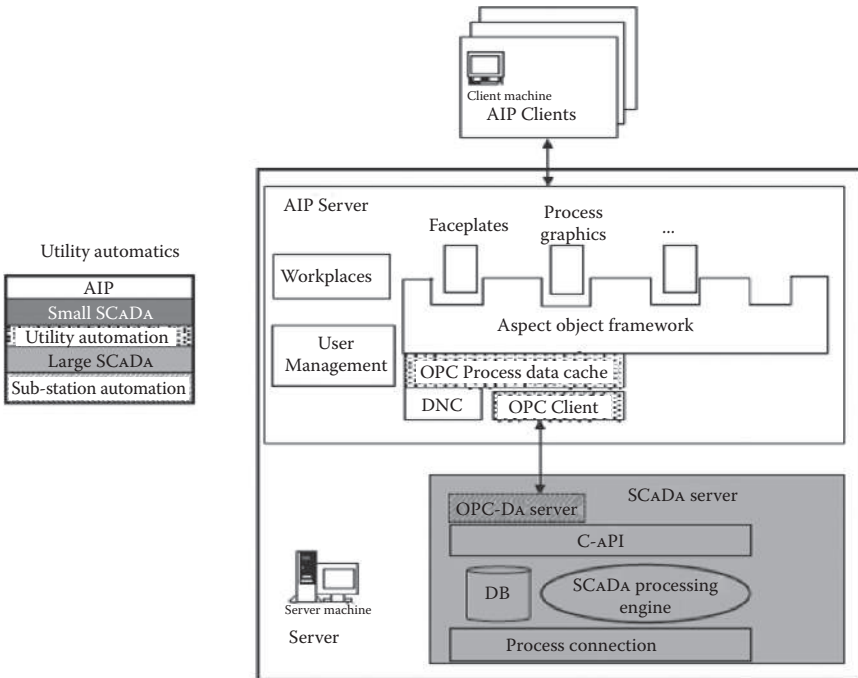 Client machine
AIP Clients
AIP Server
Faceplates
Process
graphics
...
Workplaces
Aspect object framework
User
Management
OPC Process data cache
DNC
OPC Client
Utility automatics
AIP
Small SCADA
Utility automation
Large SCADA
Sub-station automation
SCADA server
OPC-DA server
C-API
DB
SCADA processing
engine
Process connection
Server machine
Server